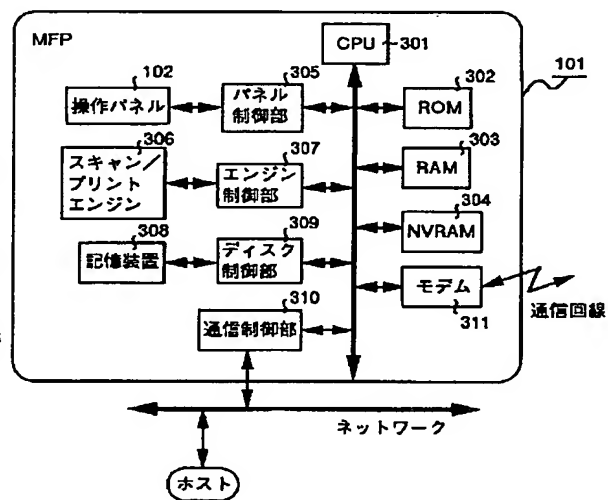 MFP
CPU
301
101
102
操作パネル
305
パネル
制御部
302
ROM
306
スキャン／
プリント
エンジン
307
エンジン
制御部
303
RAM
304
NVRAM
308
記憶装置
309
ディスク
制御部
モデム
311
通信回線
310
通信制御部
ネットワーク
ホスト